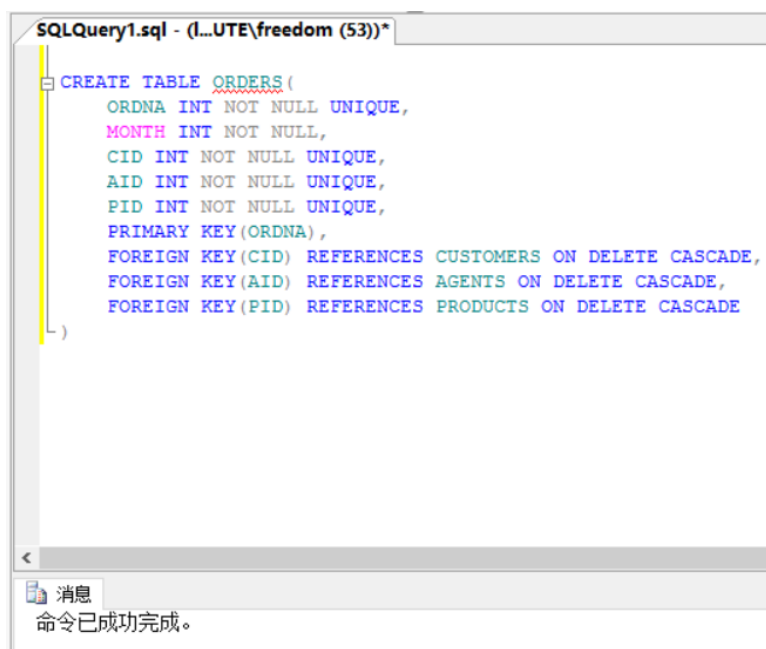 SQLQuery1.sql - (l...UTE\freedom (53))*
CREATE TABLE ORDERS(
ORDNA INT NOT NULL UNIQUE,
MONTH INT NOT NULL,
CID INT NOT NULL UNIQUE,
AID INT NOT NULL UNIQUE,
PID INT NOT NULL UNIQUE,
PRIMARY KEY(ORDNA),
FOREIGN KEY(CID) REFERENCES CUSTOMERS ON DELETE CASCADE,
FOREIGN KEY(AID) REFERENCES AGENTS ON DELETE CASCADE,
FOREIGN KEY(PID) REFERENCES PRODUCTS ON DELETE CASCADE
)
消息
命令已成功完成。